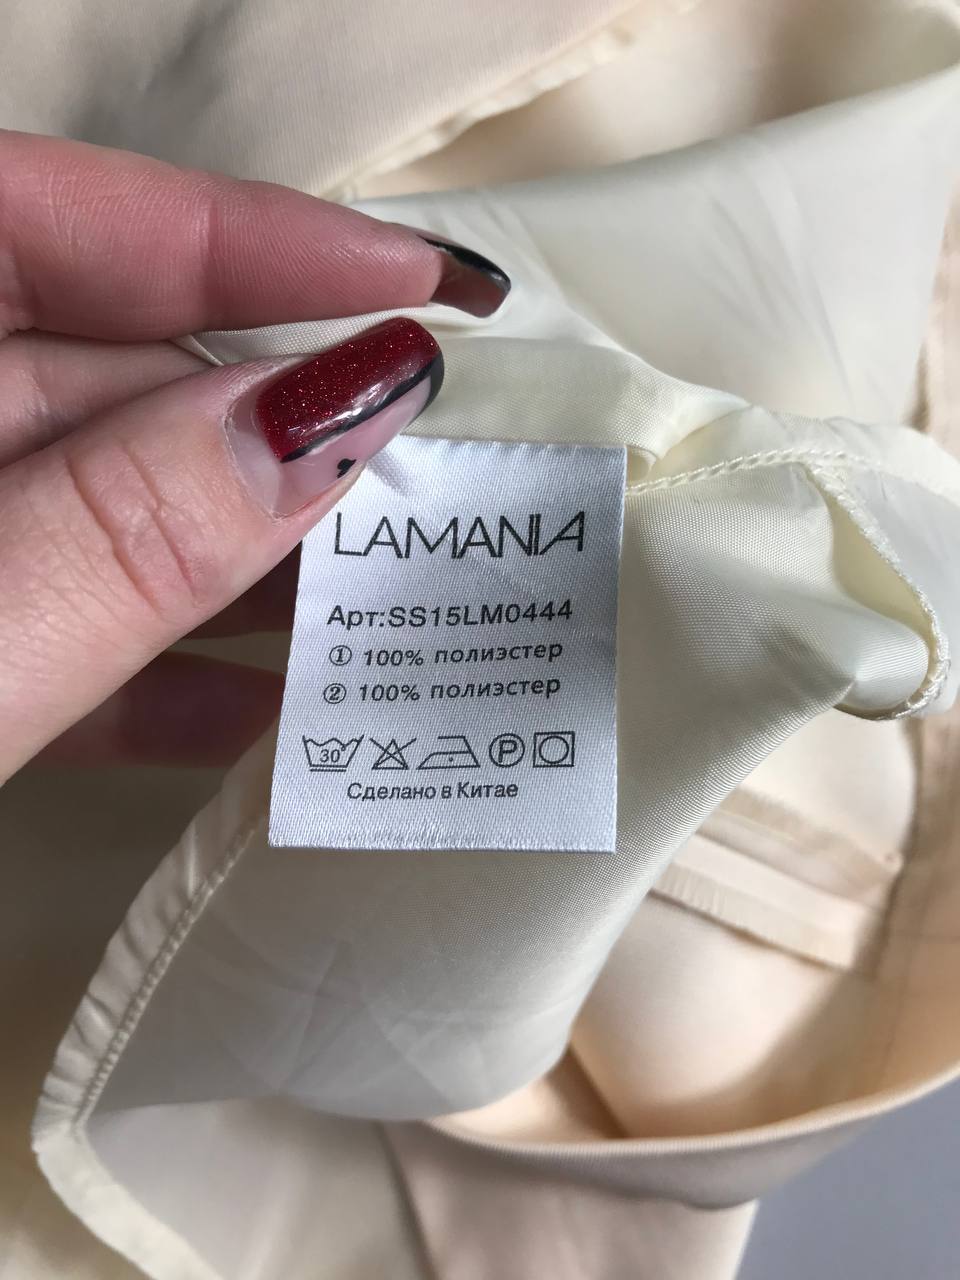 LAMANIA
Арт:SS15LM0444
① 100% полиэстер
② 100% полиэстер
30 P
Сделано в Китае